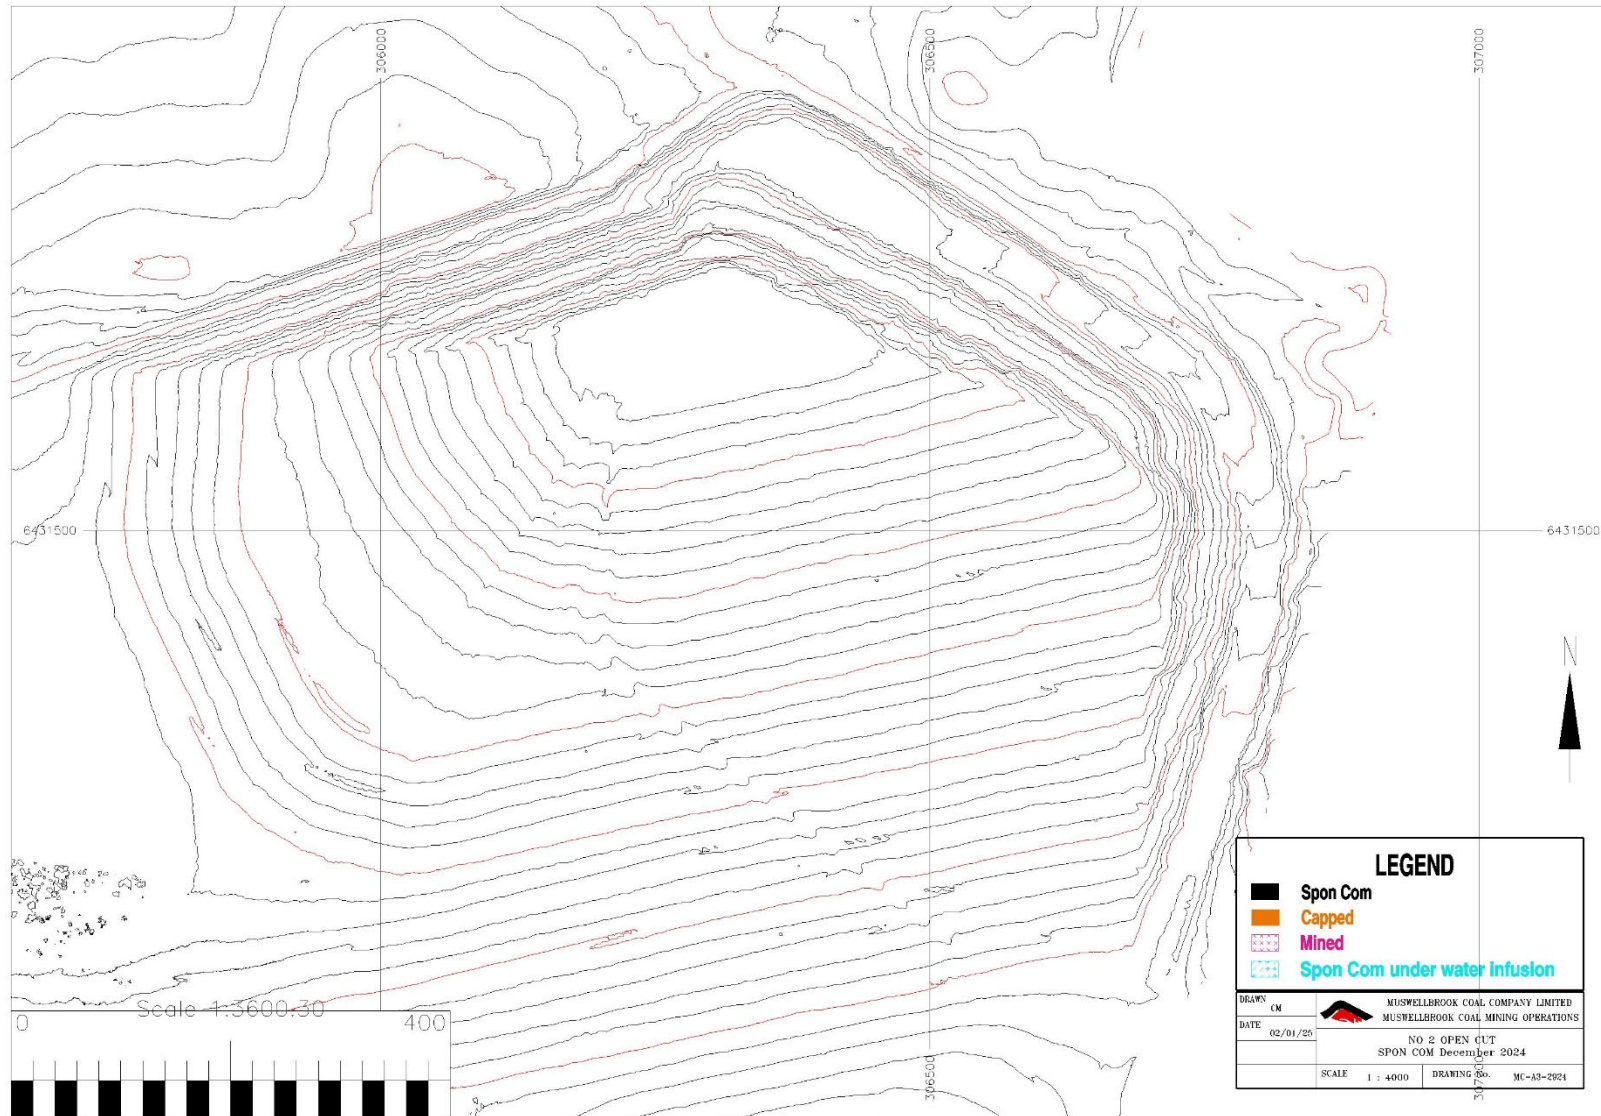 306000
306500
307000
6431500
6431500
N
LEGEND
Spon Com
Capped
Mined
Spon Com under water Infusion
Scale 1:3600.30
0
400
DRAWN
CM
MUSWELLBROOK COAL COMPANY LIMITED
MUSWELLBROOK COAL MINING OPERATIONS
DATE
02/01/25
NO 2 OPEN CUT
SPON COM December 2024
SCALE
1 : 4000
DRAWING No.
MC-A3-2924
306500
307000